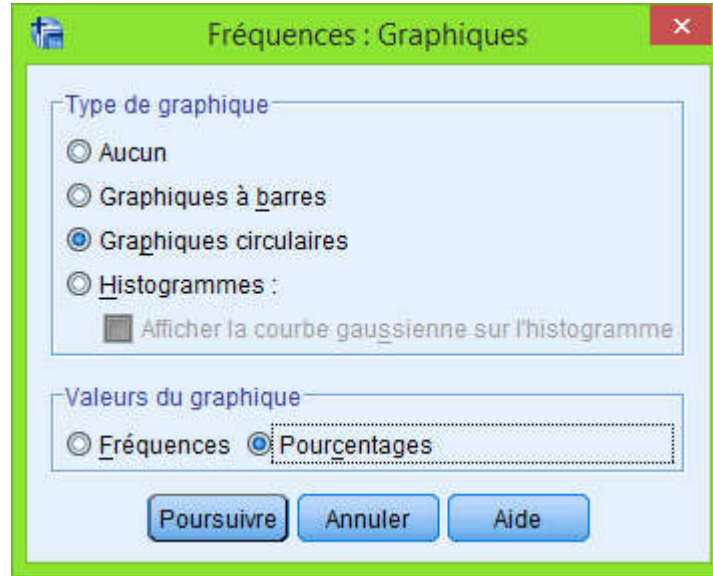 Fréquences : Graphiques
Type de graphique
Aucun
Graphiques à barres
Graphiques circulaires
Histogrammes :
Afficher la courbe gaussienne sur l'histogramme
Valeurs du graphique
Fréquences Pourcentages
Poursuivre Annuler Aide